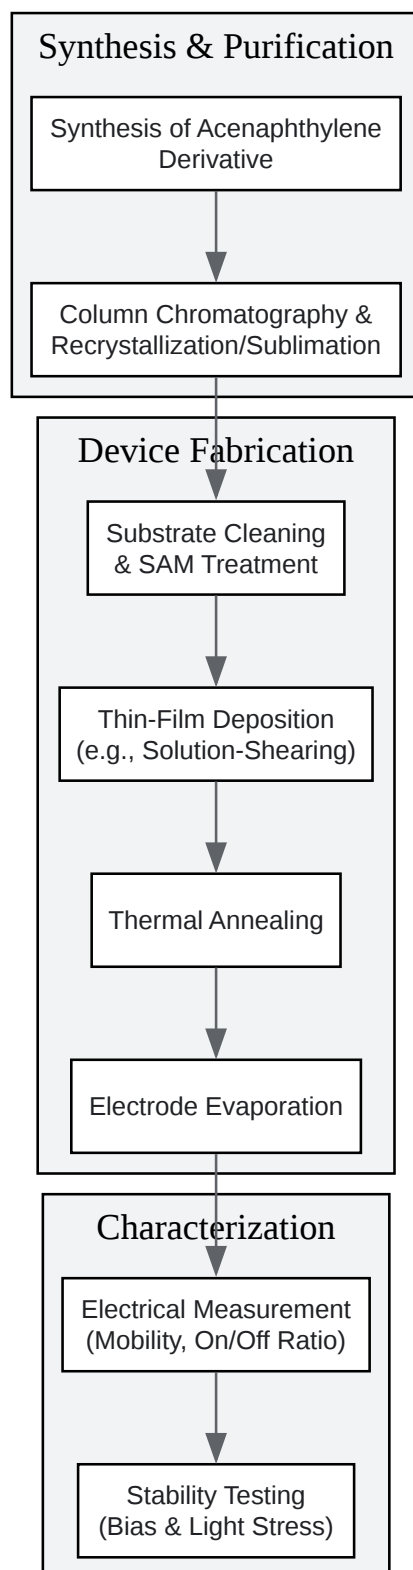 Synthesis & Purification
Synthesis of Acenaphthylene
Derivative
Column Chromatography &
Recrystallization/Sublimation
Device Fabrication
Substrate Cleaning
& SAM Treatment
Thin-Film Deposition
(e.g., Solution-Shearing)
Thermal Annealing
Electrode Evaporation
Characterization
Electrical Measurement
(Mobility, On/Off Ratio)
Stability Testing
(Bias & Light Stress)